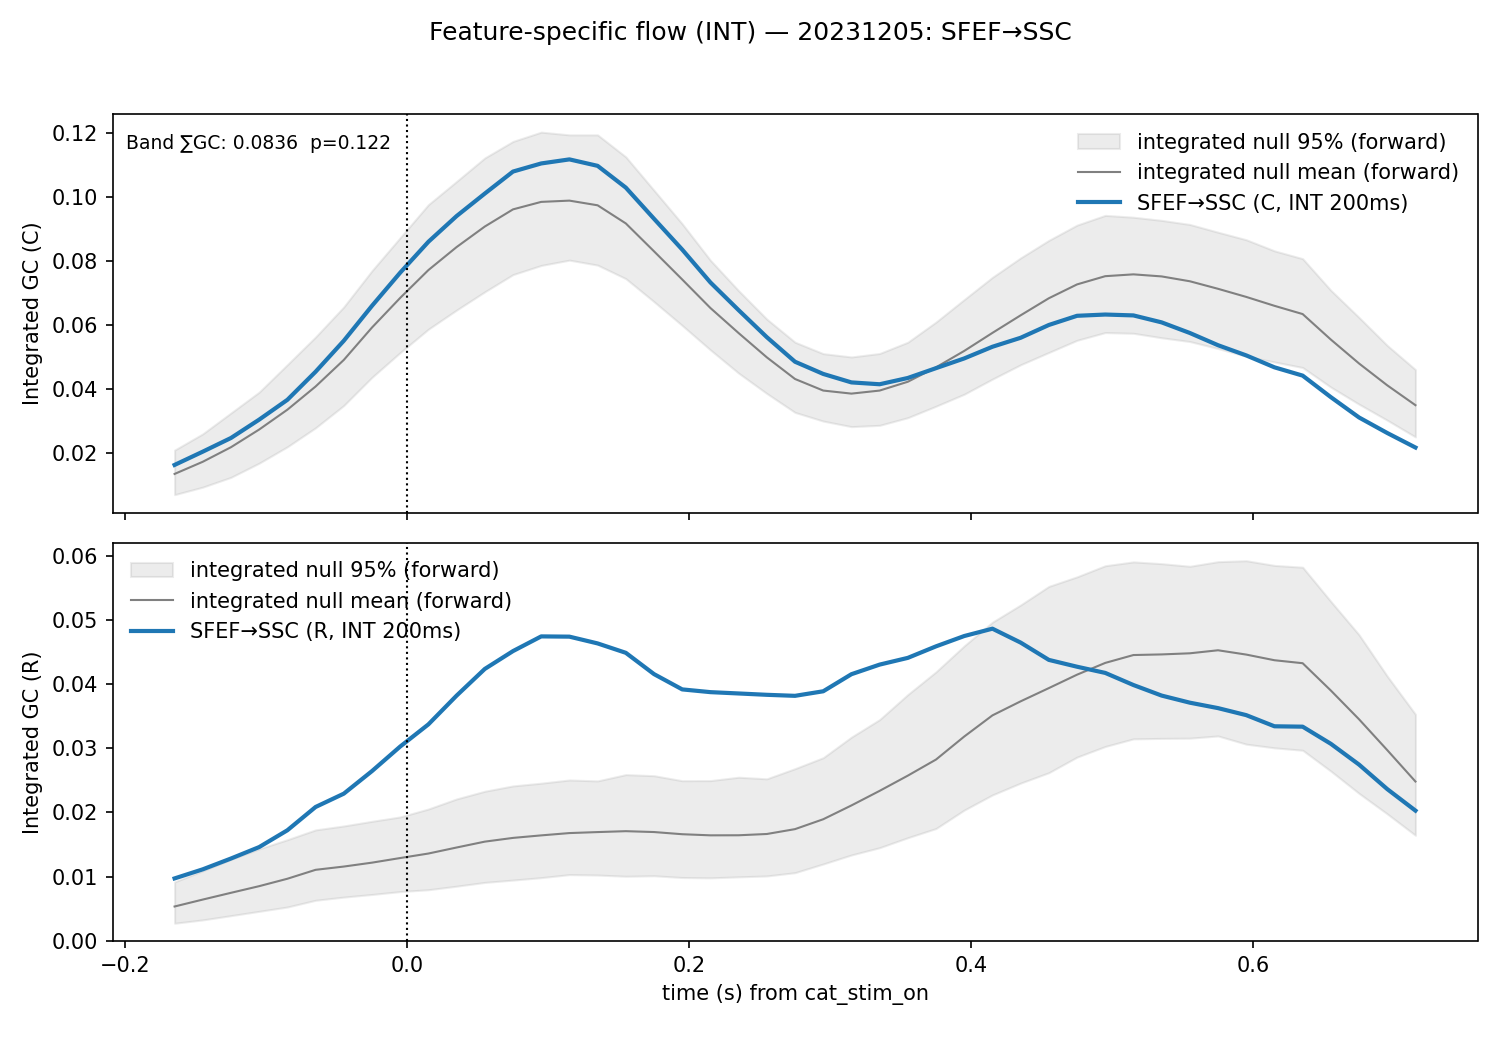 Feature-specific flow (INT) — 20231205: SFEF→SSC
Band ∑GC: 0.0836  p=0.122
integrated null 95% (forward)
integrated null mean (forward)
SFEF→SSC (C, INT 200ms)
Integrated GC (C)
0.12
0.10
0.08
0.06
0.04
0.02
integrated null 95% (forward)
integrated null mean (forward)
SFEF→SSC (R, INT 200ms)
Integrated GC (R)
0.06
0.05
0.04
0.03
0.02
0.01
0.00
−0.2 0.0 0.2 0.4 0.6
time (s) from cat_stim_on